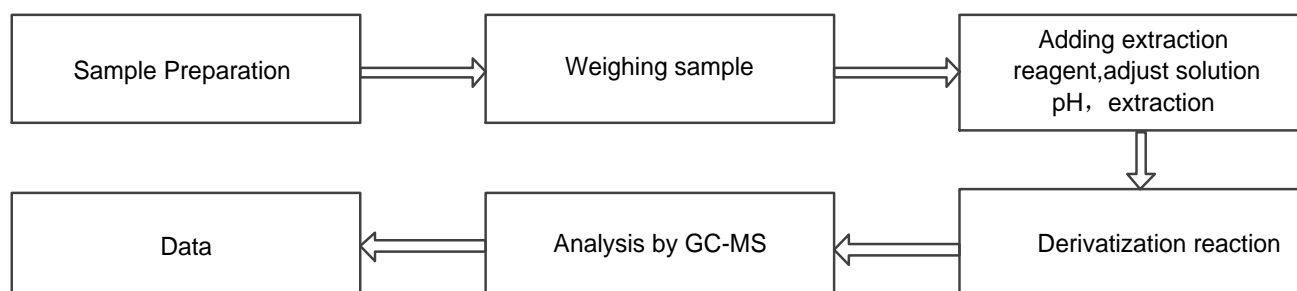 Sample Preparation
Weighing sample
Adding extraction
reagent,adjust solution
pH，extraction
Derivatization reaction
Analysis by GC-MS
Data